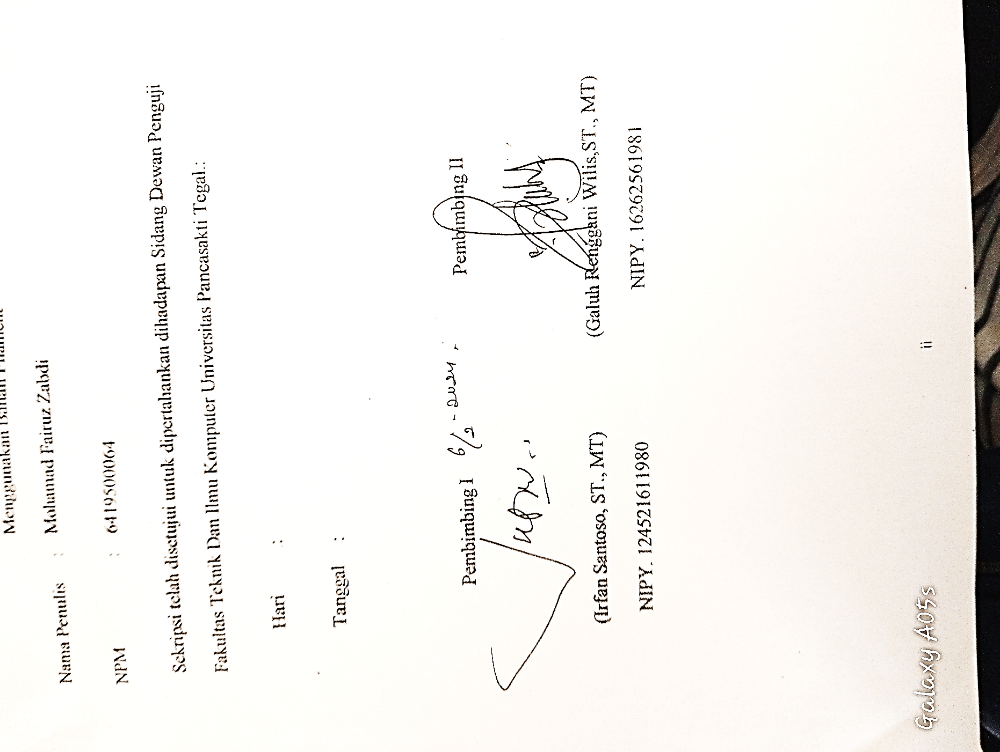 Menggunakan Bahan Filament
Nama Penulis : Mohamad Fairuz Zabdi
NPM : 6419500064
Sekripsi telah disetujui untuk dipertahankan dihadapan Sidang Dewan Penguji
Fakultas Teknik Dan Ilmu Komputer Universitas Pancasakti Tegal.:
Hari :
Tanggal :
Pembimbing I 6/2 - 2024. Pembimbing II
(Irfan Santoso, ST., MT) (Galuh Renggani Wilis,ST., MT)
NIPY. 12452161198​0 NIPY. 16262561981
ii
Galaxy A05s